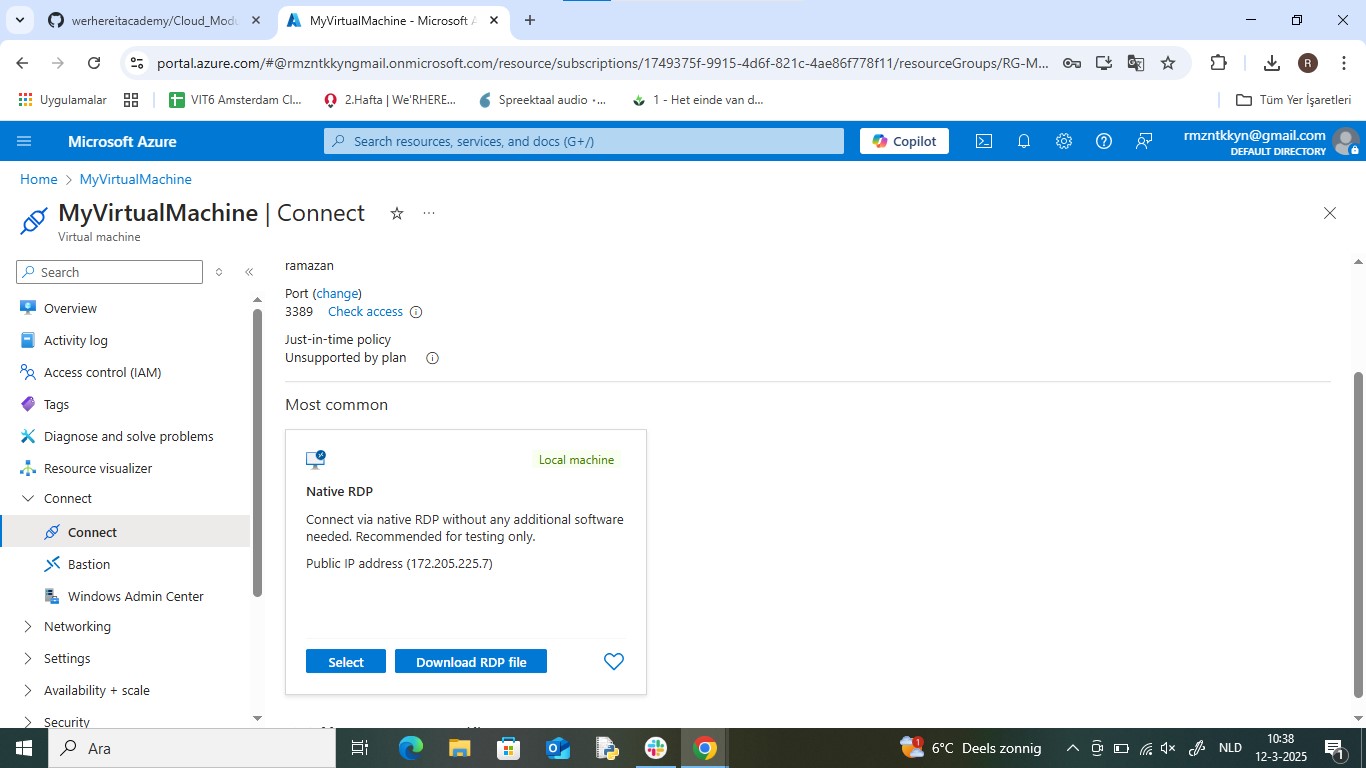 werhereitacademy/Cloud_Modu
MyVirtualMachine - Microsoft A
portal.azure.com/#@rmzntkkyngmail.onmicrosoft.com/resource/subscriptions/1749375f-9915-4d6f-821c-4ae86f778f11/resourceGroups/RG-M...
R
Uygulamalar
VIT6 Amsterdam Cl...
2.Hafta | We'RHERE...
Spreektaal audio -...
1 - Het einde van d...
Tüm Yer İşaretleri
Microsoft Azure
Search resources, services, and docs (G+/)
Copilot
rmzntkkyn@gmail.com
DEFAULT DIRECTORY
Home > MyVirtualMachine
MyVirtualMachine | Connect
Virtual machine
Search
Overview
Activity log
Access control (IAM)
Tags
Diagnose and solve problems
Resource visualizer
Connect
Connect
Bastion
Windows Admin Center
Networking
Settings
Availability + scale
Security
ramazan
Port (change)
3389 Check access
Just-in-time policy
Unsupported by plan
Most common
Local machine
Native RDP
Connect via native RDP without any additional software
needed. Recommended for testing only.
Public IP address (172.205.225.7)
Select
Download RDP file
Ara
1
6°C Deels zonnig
NLD
10:38
12-3-2025
1